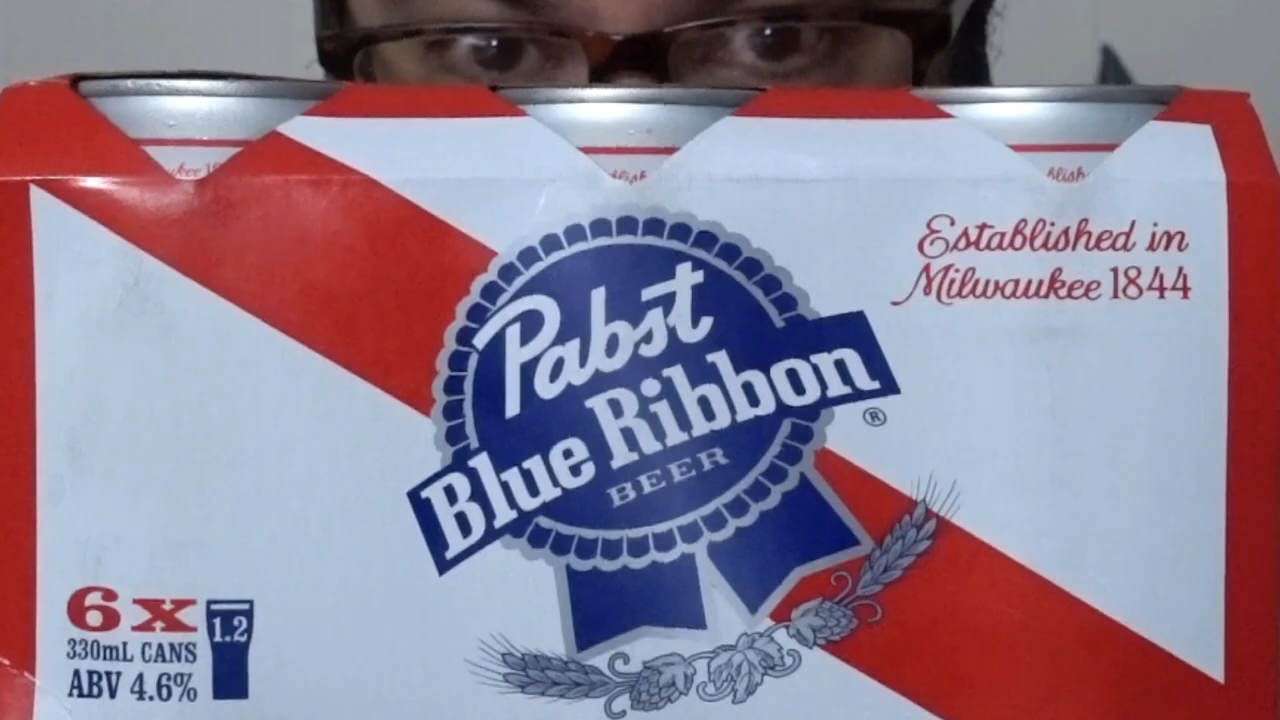 Established in
Milwaukee 1844
Pabst
Blue Ribbon
®
BEER
6 X
1.2
330mL CANS
ABV 4.6%